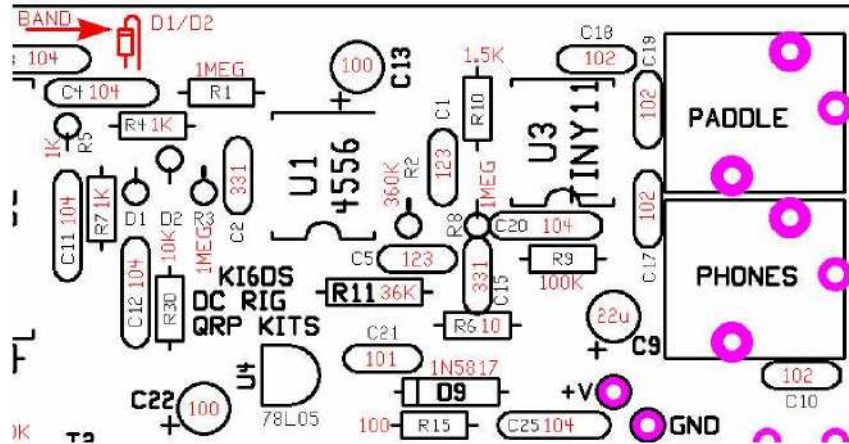 BAND
D1/D2
104
C4 104
1MEG
R1
100
C13
1.5K
R10
C18
102
C19
102
PADDLE
R4 1K
1K
R5
C2
331
U1
4556
C1
123
R2
360K
U3
TINY11
C11
104
R7 1K
D1
D2
R3
1MEG
10K
1MEG
R8
C20 104
102
C17
PHONES
C12
104
R30
KI6DS
DC RIG
QRP KITS
C5 123
R11 36K
331
C15
R9
100K
R6 10
22u
C9
C21
101
U4
78L05
1N5817
D9
+V
102
C10
C22
100
100
R15
C25 104
GND